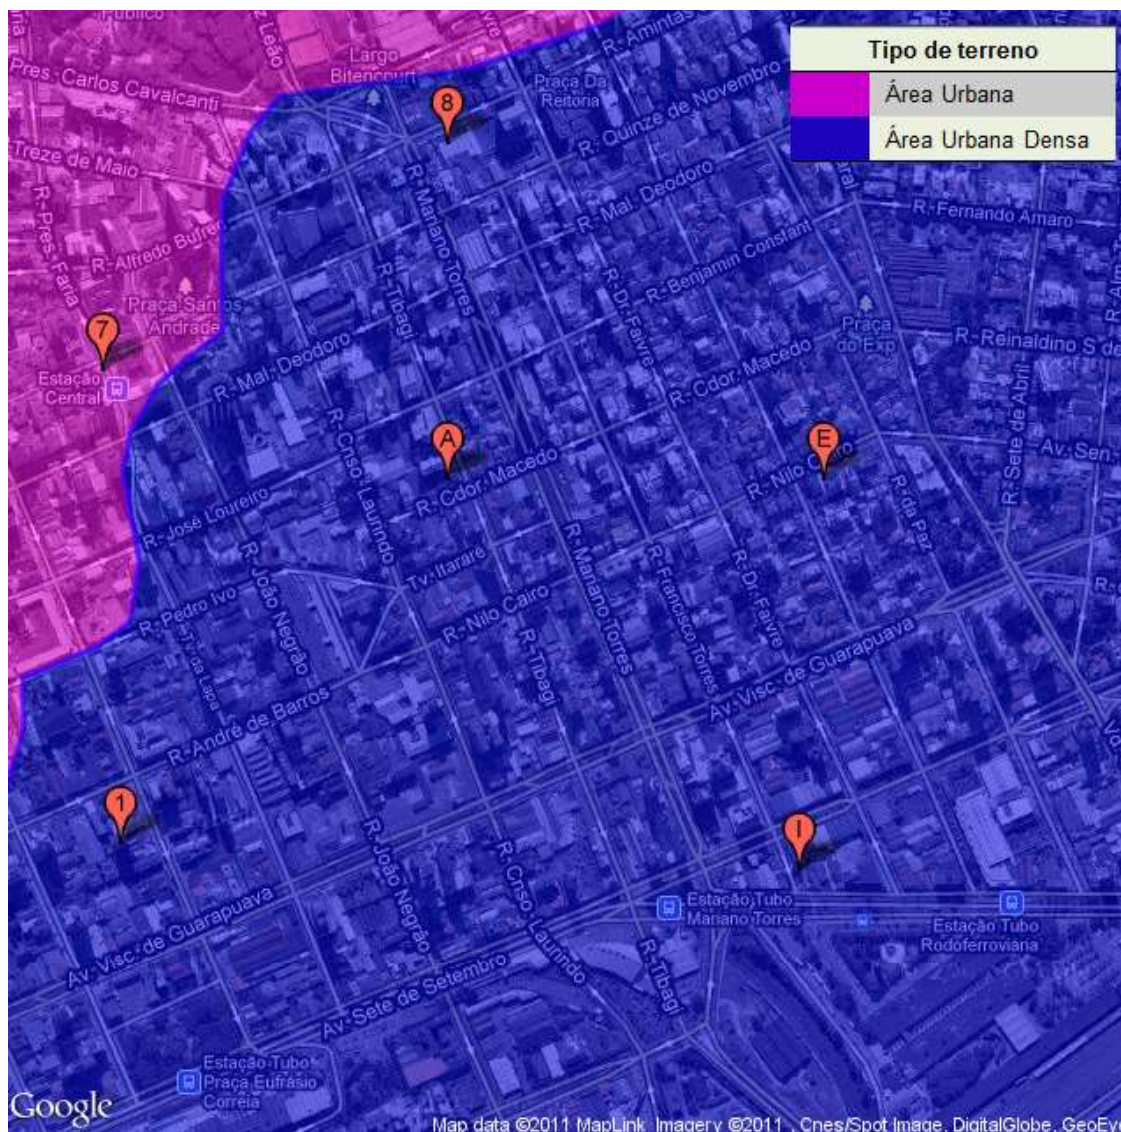 Tipo de terreno
Área Urbana
Área Urbana Densa
Público
Pres. Carlos Cavalcanti
Largo
Bitencourt
R. Amintas
Praça Da
Reitoria
R. Quinze de Novembro
Treze de Maio
R. Pres. Faria
R. Alfredo Bufren
Praça Santos
Andrade
8
R. Mariano Torres
R. Mal. Deodoro
R. Fernando Amaro
R. Tibagi
R. Dr. Faivre
R. Benjamin Constant
7
Estação
Central
R. Mal. Deodoro
Praça
do Exp
R. Reinaldino S de
R. Cdor. Macedo
R. Sete de Abril
A
E
R. Cnso. Laurindo
R. Cdor. Macedo
R. Nilo Cairo
Av. Sen.
R. José Loureiro
R. da Paz
R. João Negrão
Tv. Itararé
R. Mariano Torres
R. Francisco Torres
R. Dr. Faivre
R. Pedro Ivo
Tv. da Lapa
R. Nilo Cairo
R. Tibagi
Av. Visc. de Guarapuava
R. André de Barros
1
I
R. João Negrão
R. Cnso. Laurindo
Estação Tubo
Mariano Torres
Estação Tubo
Rodoferroviária
Av. Visc. de Guarapuava
R. Tibagi
Av. Sete de Setembro
Estação Tubo
Praça Eufrásio
Correia
Google
Map data ©2011 MapLink Imagery ©2011 , Cnes/Spot Image, DigitalGlobe, GeoEye